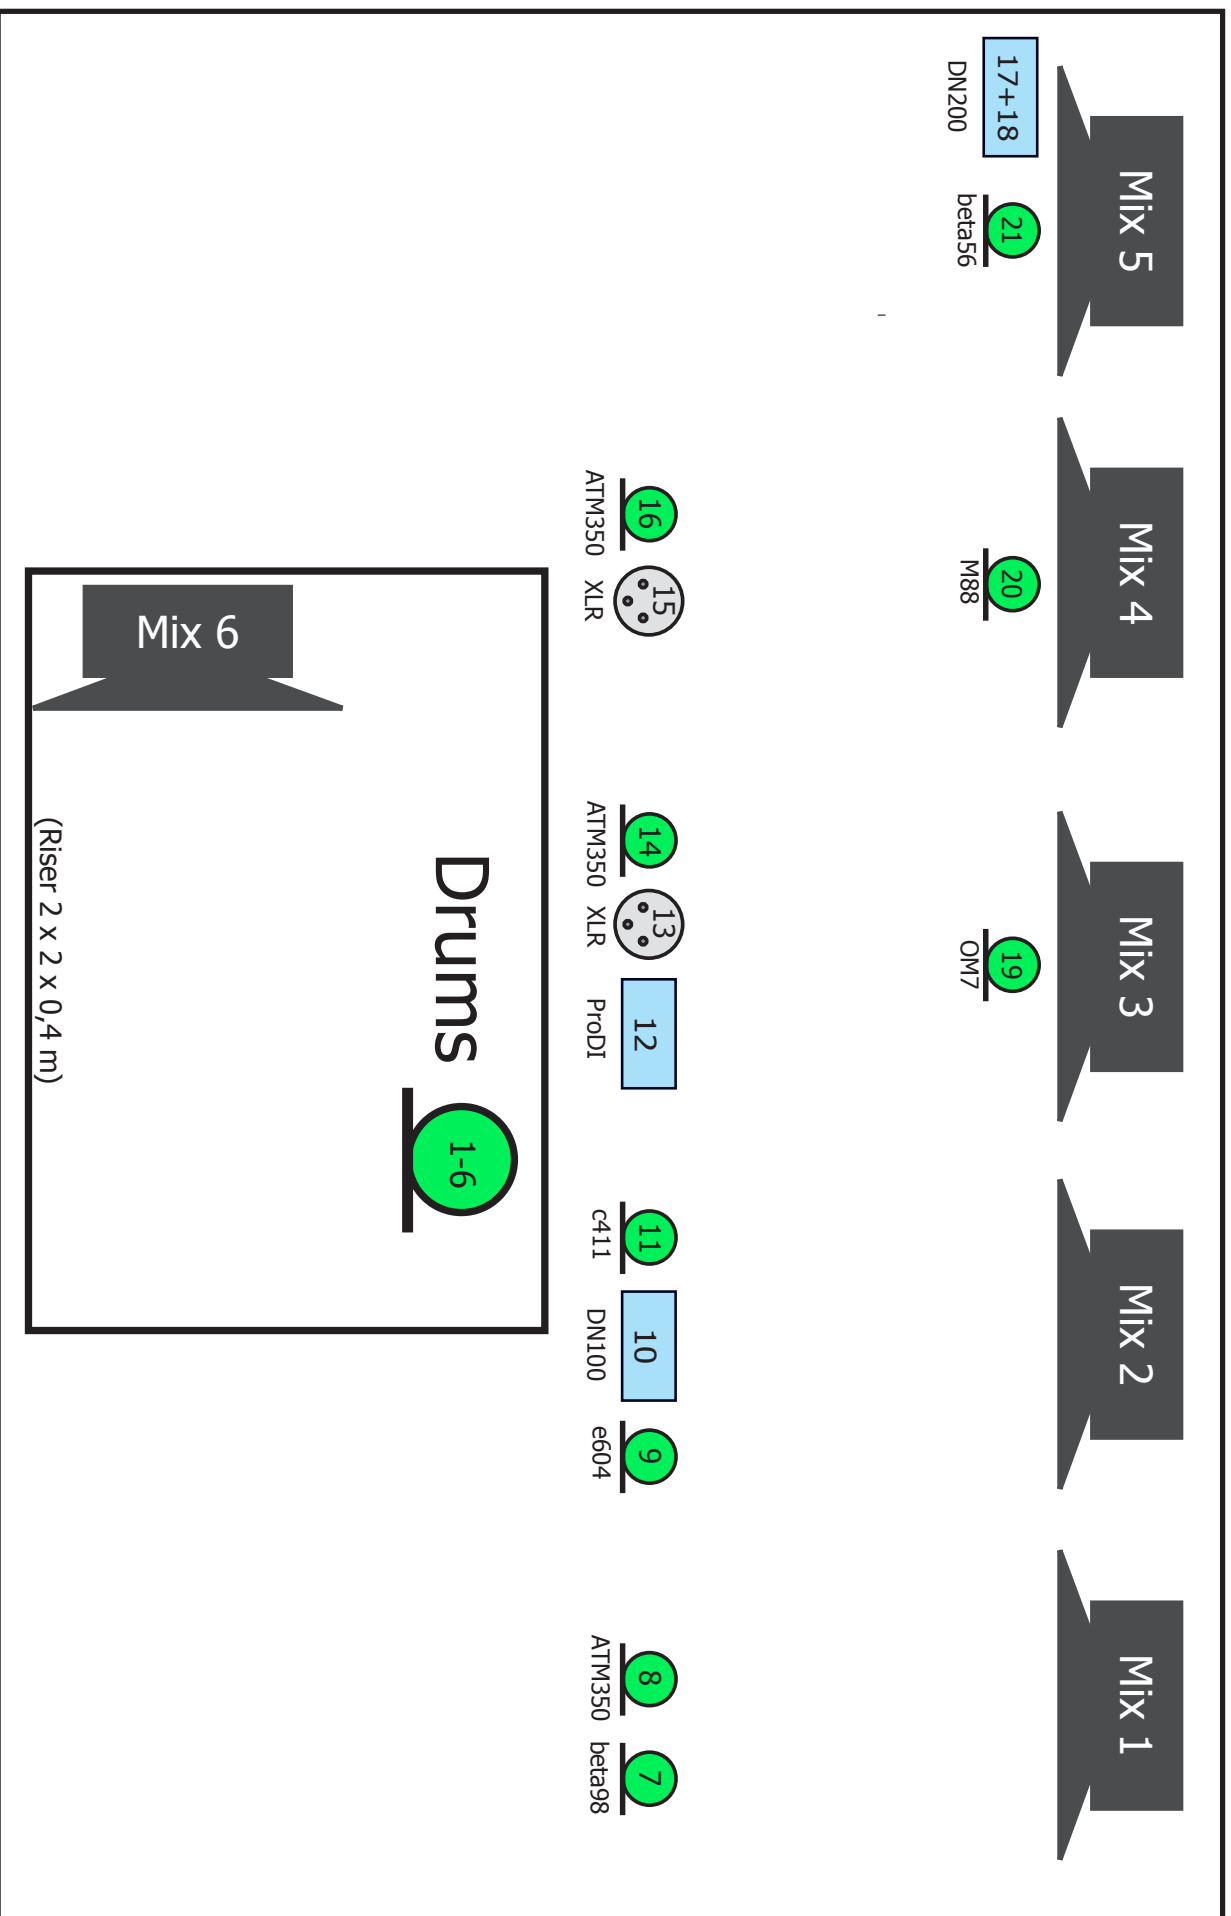 Mix 5
Mix 4
Mix 3
Mix 2
Mix 1
17+18
DN200
21
beta56
20
M88
19
OM7
16
ATM350
15
XLR
14
ATM350
13
XLR
12
ProDI
11
c411
10
DN100
9
e604
8
ATM350
7
beta98
Drums
1-6
Mix 6
(Riser 2 x 2 x 0,4 m)